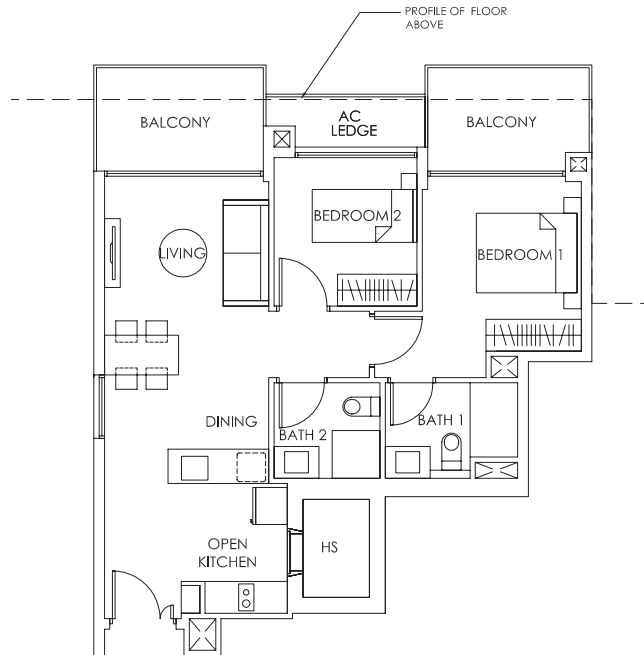 PROFILE OF FLOOR
ABOVE
BALCONY
AC
LEDGE
BALCONY
BEDROOM 2
LIVING
BEDROOM 1
DINING
BATH 2
BATH 1
OPEN
KITCHEN
HS